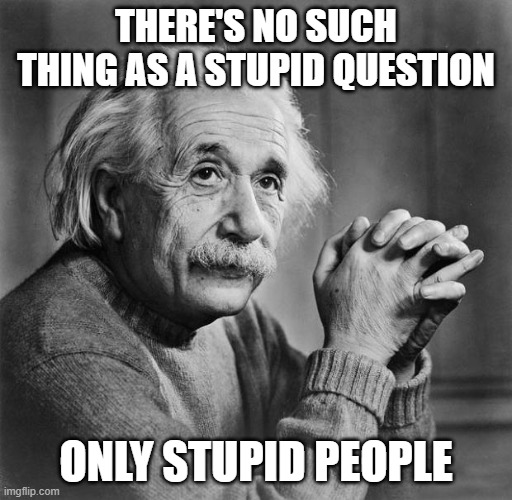 THERE'S NO SUCH
THING AS A STUPID QUESTION
ONLY STUPID PEOPLE
imgflip.com